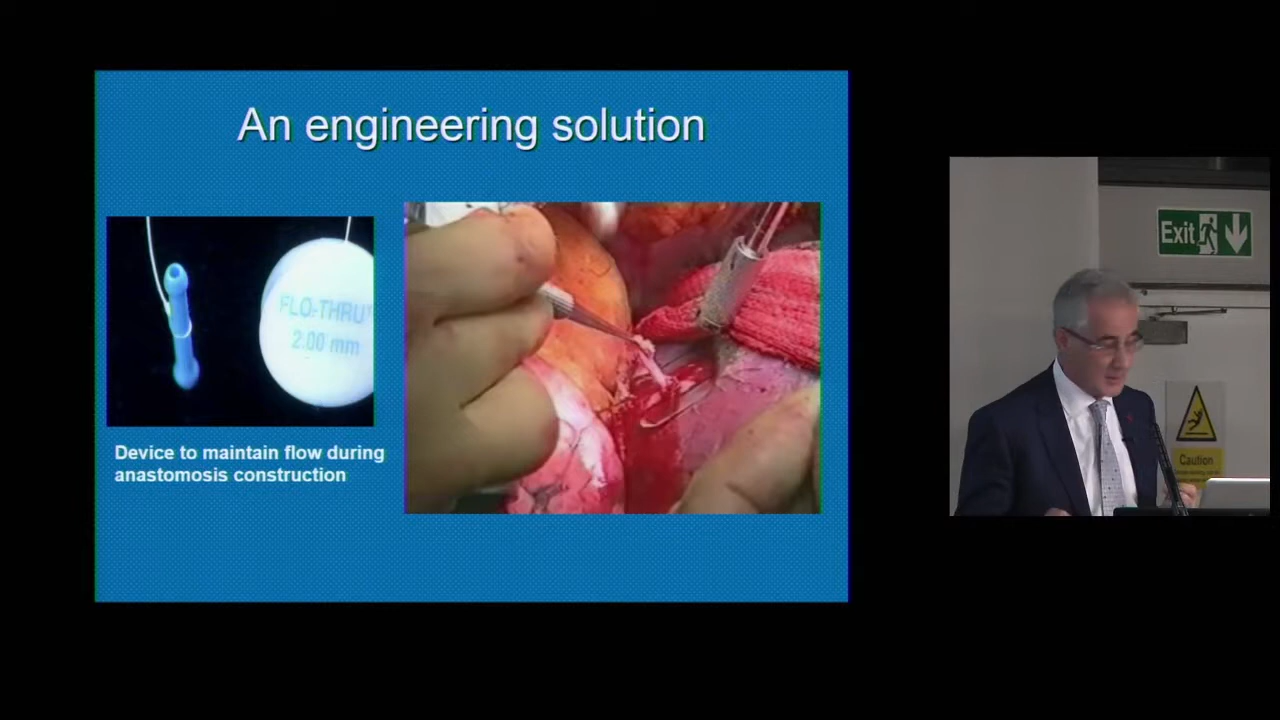 An engineering solution
FLO-THRU
2.00 mm
Device to maintain flow during
anastomosis construction
Exit
Caution